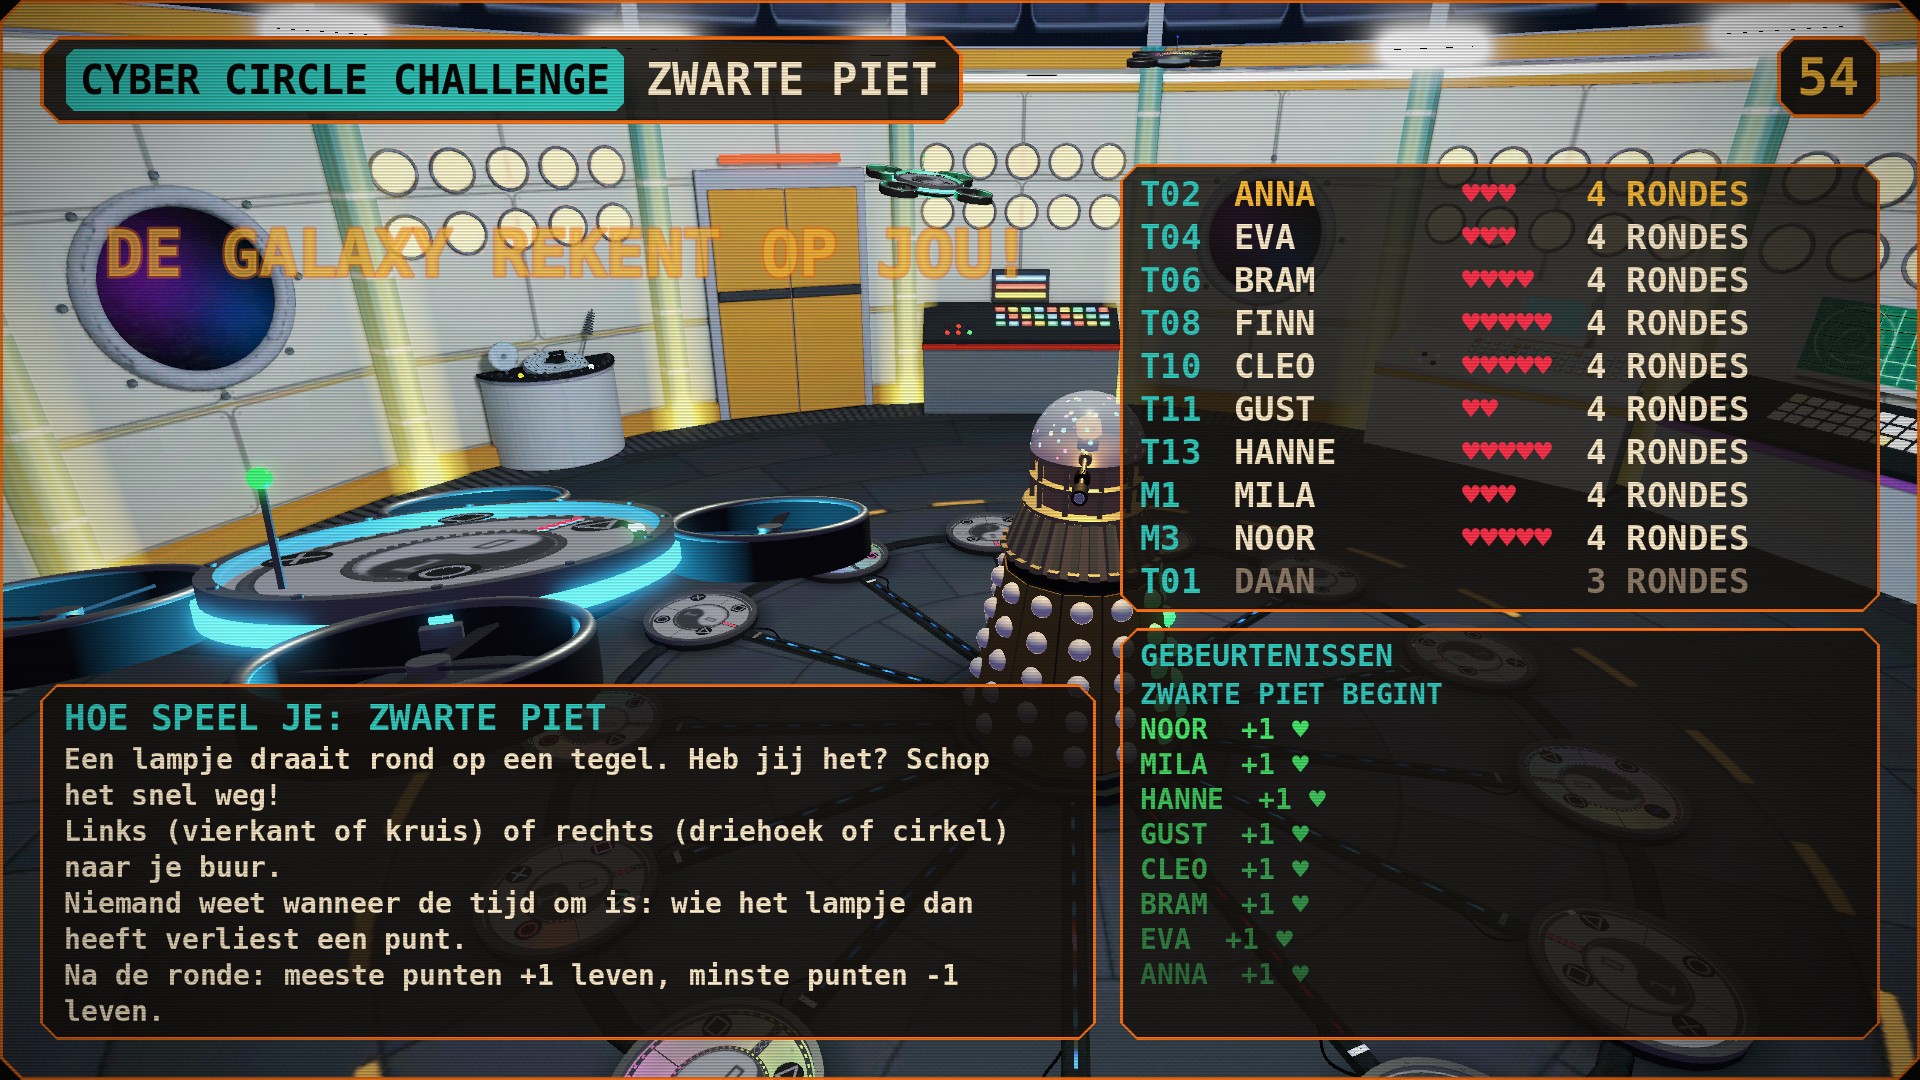 CYBER CIRCLE CHALLENGE ZWARTE PIET
54
DE GALAXY REKENT OP JOU!
T02 ANNA ♥♥♥ 4 RONDES
T04 EVA ♥♥♥ 4 RONDES
T06 BRAM ♥♥♥♥ 4 RONDES
T08 FINN ♥♥♥♥♥ 4 RONDES
T10 CLEO ♥♥♥♥♥ 4 RONDES
T11 GUST ♥♥ 4 RONDES
T13 HANNE ♥♥♥♥♥ 4 RONDES
M1 MILA ♥♥♥ 4 RONDES
M3 NOOR ♥♥♥♥♥ 4 RONDES
T01 DAAN 3 RONDES
HOE SPEEL JE: ZWARTE PIET
Een lampje draait rond op een tegel. Heb jij het? Schop
het snel weg!
Links (vierkant of kruis) of rechts (driehoek of cirkel)
naar je buur.
Niemand weet wanneer de tijd om is: wie het lampje dan
heeft verliest een punt.
Na de ronde: meeste punten +1 leven, minste punten -1
leven.
GEBEURTENISSEN
ZWARTE PIET BEGINT
NOOR +1 ♥
MILA +1 ♥
HANNE +1 ♥
GUST +1 ♥
CLEO +1 ♥
BRAM +1 ♥
EVA +1 ♥
ANNA +1 ♥